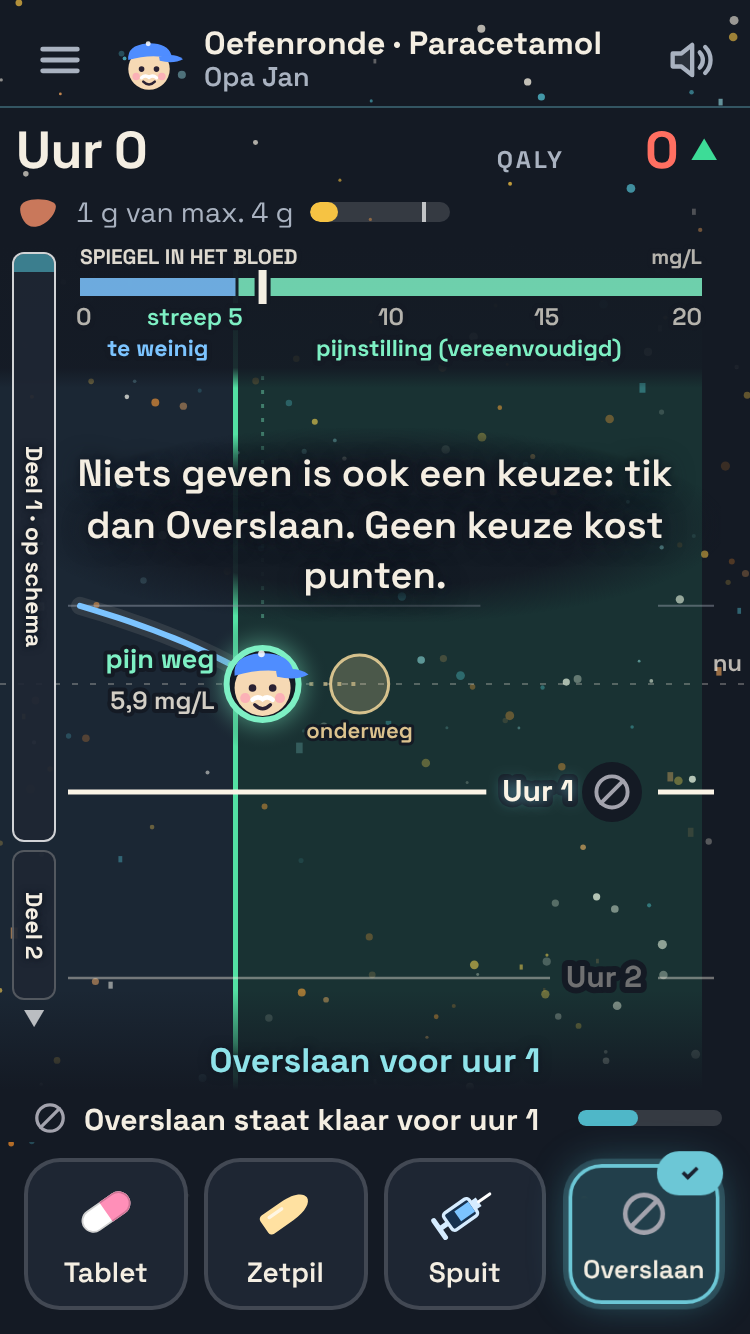 Oefenronde · Paracetamol
Opa Jan
Uur 0
QALY
0
1 g van max. 4 g
SPIEGEL IN HET BLOED
mg/L
0
streep 5
10
15
20
te weinig
pijnstilling (vereenvoudigd)
Deel 1 · op schema
Niets geven is ook een keuze: tik
dan Overslaan. Geen keuze kost
punten.
pijn weg
5,9 mg/L
onderweg
nu
Uur 1
Deel 2
Uur 2
Overslaan voor uur 1
Overslaan staat klaar voor uur 1
Tablet
Zetpil
Spuit
Overslaan